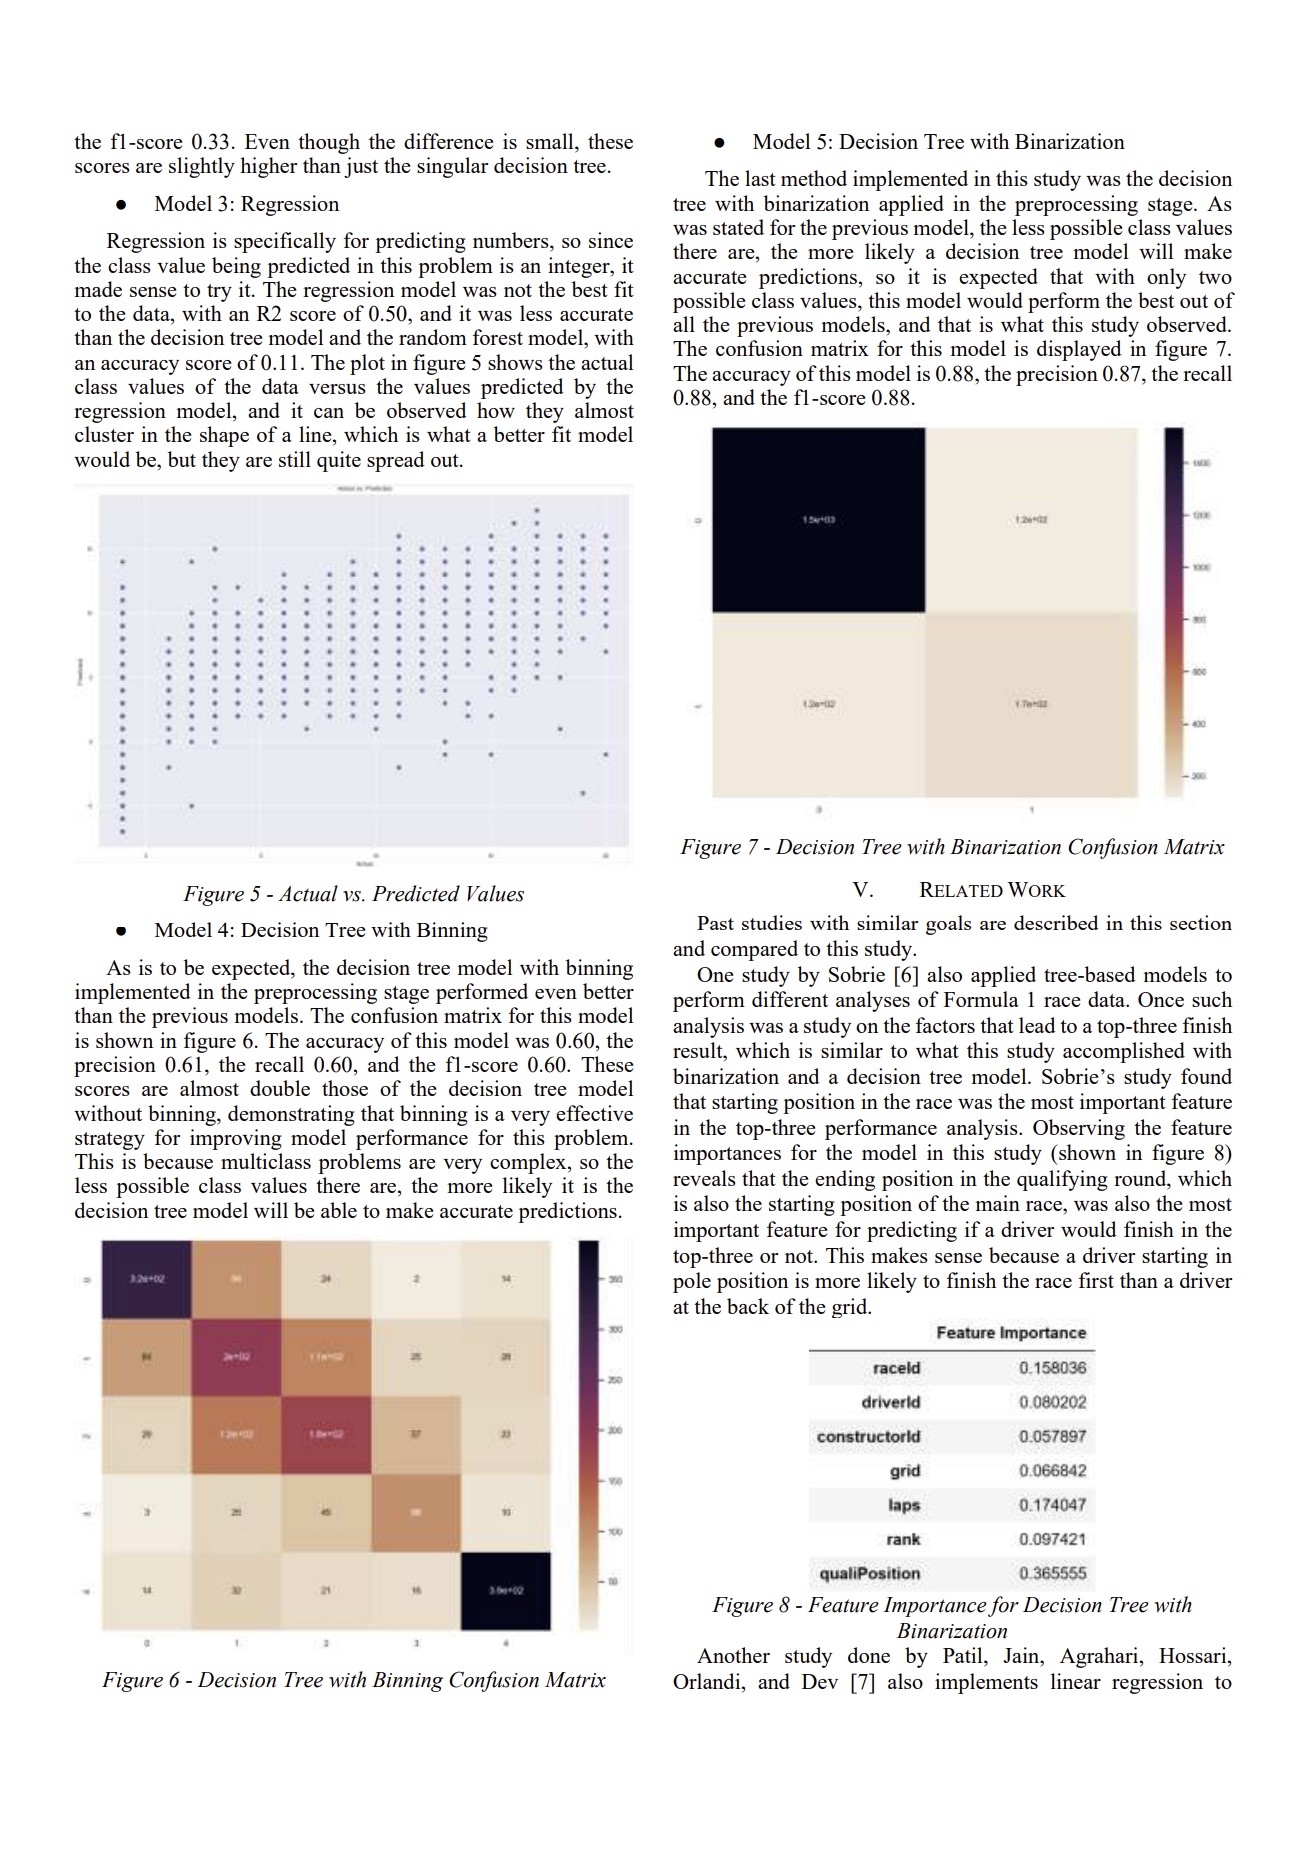 the f1-score 0.33. Even though the difference is small, these
scores are slightly higher than just the singular decision tree.
● Model 3: Regression
Regression is specifically for predicting numbers, so since
the class value being predicted in this problem is an integer, it
made sense to try it. The regression model was not the best fit
to the data, with an R2 score of 0.50, and it was less accurate
than the decision tree model and the random forest model, with
an accuracy score of 0.11. The plot in figure 5 shows the actual
class values of the data versus the values predicted by the
regression model, and it can be observed how they almost
cluster in the shape of a line, which is what a better fit model
would be, but they are still quite spread out.
Actual vs. Predicted
Predicted
Actual
Figure 5 - Actual vs. Predicted Values
● Model 4: Decision Tree with Binning
As is to be expected, the decision tree model with binning
implemented in the preprocessing stage performed even better
than the previous models. The confusion matrix for this model
is shown in figure 6. The accuracy of this model was 0.60, the
precision 0.61, the recall 0.60, and the f1-score 0.60. These
scores are almost double those of the decision tree model
without binning, demonstrating that binning is a very effective
strategy for improving model performance for this problem.
This is because multiclass problems are very complex, so the
less possible class values there are, the more likely it is the
decision tree model will be able to make accurate predictions.
3.2e+02 24 2 14
2e+02 1.1e+02 25 28
29 1.2e+02 1.8e+02
3 25 45 10
14 32 21 16 3.9e+02
0 1 2 3 4
350
300
250
200
150
100
50
Figure 6 - Decision Tree with Binning Confusion Matrix
● Model 5: Decision Tree with Binarization
The last method implemented in this study was the decision
tree with binarization applied in the preprocessing stage. As
was stated for the previous model, the less possible class values
there are, the more likely a decision tree model will make
accurate predictions, so it is expected that with only two
possible class values, this model would perform the best out of
all the previous models, and that is what this study observed.
The confusion matrix for this model is displayed in figure 7.
The accuracy of this model is 0.88, the precision 0.87, the recall
0.88, and the f1-score 0.88.
0 1.5e+03 1.2e+02
1 1.2e+02 1.7e+02
0 1
1400
1200
1000
800
600
400
200
Figure 7 - Decision Tree with Binarization Confusion Matrix
V. RELATED WORK
Past studies with similar goals are described in this section
and compared to this study.
One study by Sobrie [6] also applied tree-based models to
perform different analyses of Formula 1 race data. Once such
analysis was a study on the factors that lead to a top-three finish
result, which is similar to what this study accomplished with
binarization and a decision tree model. Sobrie’s study found
that starting position in the race was the most important feature
in the top-three performance analysis. Observing the feature
importances for the model in this study (shown in figure 8)
reveals that the ending position in the qualifying round, which
is also the starting position of the main race, was also the most
important feature for predicting if a driver would finish in the
top-three or not. This makes sense because a driver starting in
pole position is more likely to finish the race first than a driver
at the back of the grid.
Feature Importance
raceId 0.158036
driverId 0.080202
constructorId 0.057897
grid 0.066842
laps 0.174047
rank 0.097421
qualiPosition 0.365555
Figure 8 - Feature Importance for Decision Tree with
Binarization
Another study done by Patil, Jain, Agrahari, Hossari,
Orlandi, and Dev [7] also implements linear regression to